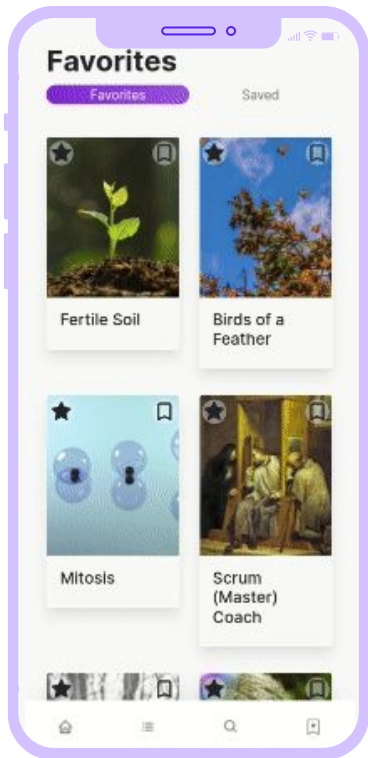 Favorites
Favorites
Saved
Fertile Soil
Birds of a
Feather
Mitosis
Scrum
(Master)
Coach